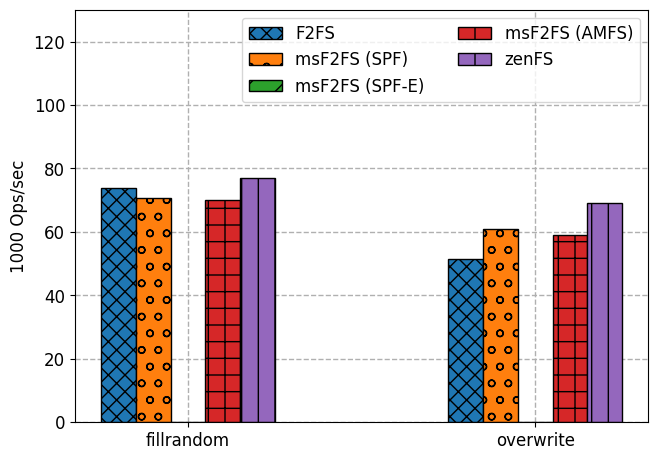 F2FS
msF2FS (SPF)
msF2FS (SPF-E)
msF2FS (AMFS)
zenFS
1000 Ops/sec
120
100
80
60
40
20
0
fillrandom
overwrite